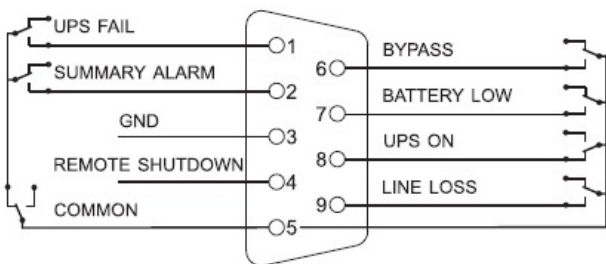 UPS FAIL
1
SUMMARY ALARM
2
GND
3
REMOTE SHUTDOWN
4
COMMON
5
BYPASS
6
BATTERY LOW
7
UPS ON
8
LINE LOSS
9